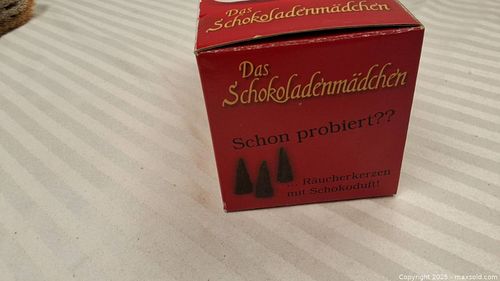 Das
Schokoladenmädchen
Das
Schokoladenmädchen
Schon probiert??
... Räucherkerzen
mit Schokoduft!
Copyright 2025 - maxsold.com